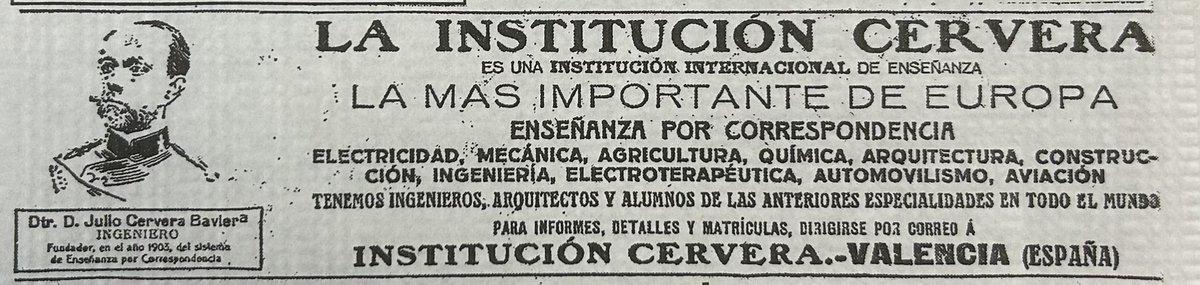 LA INSTITUCIÓN CERVERA
ES UNA INSTITUCIÓN INTERNACIONAL DE ENSEÑANZA
LA MAS IMPORTANTE DE EUROPA
ENSEÑANZA POR CORRESPONDENCIA
ELECTRICIDAD, MECÁNICA, AGRICULTURA, QUÍMICA, ARQUITECTURA, CONSTRUC-
CIÓN, INGENIERÍA, ELECTROTERAPÉUTICA, AUTOMOVILISMO, AVIACIÓN
TENEMOS INGENIEROS, ARQUITECTOS Y ALUMNOS DE LAS ANTERIORES ESPECIALIDADES EN TODO EL MUNDO
PARA INFORMES, DETALLES Y MATRÍCULAS, DIRIGIRSE POR CORREO Á
INSTITUCIÓN CERVERA.-VALENCIA (ESPAÑA)
Dtr. D. Julio Cervera Baviera
INGENIERO
Fundador, en el año 1903, del sistema
de Enseñanza por Correspondencia